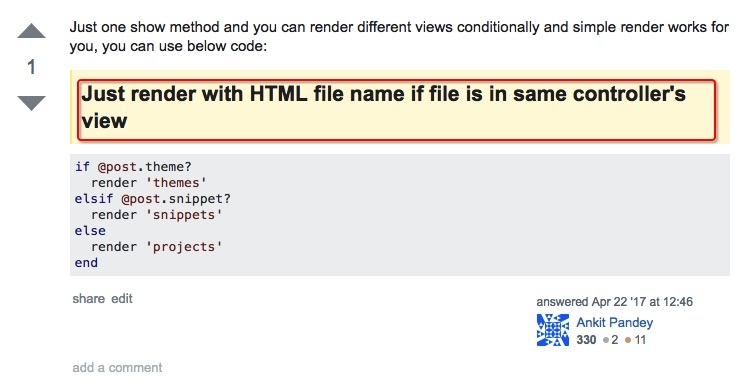 Just one show method and you can render different views conditionally and simple render works for
you, you can use below code:
1
Just render with HTML file name if file is in same controller's
view
if @post.theme?
  render 'themes'
elsif @post.snippet?
  render 'snippets'
else
  render 'projects'
end
share edit
answered Apr 22 '17 at 12:46
Ankit Pandey
330 ●2 ●11
add a comment